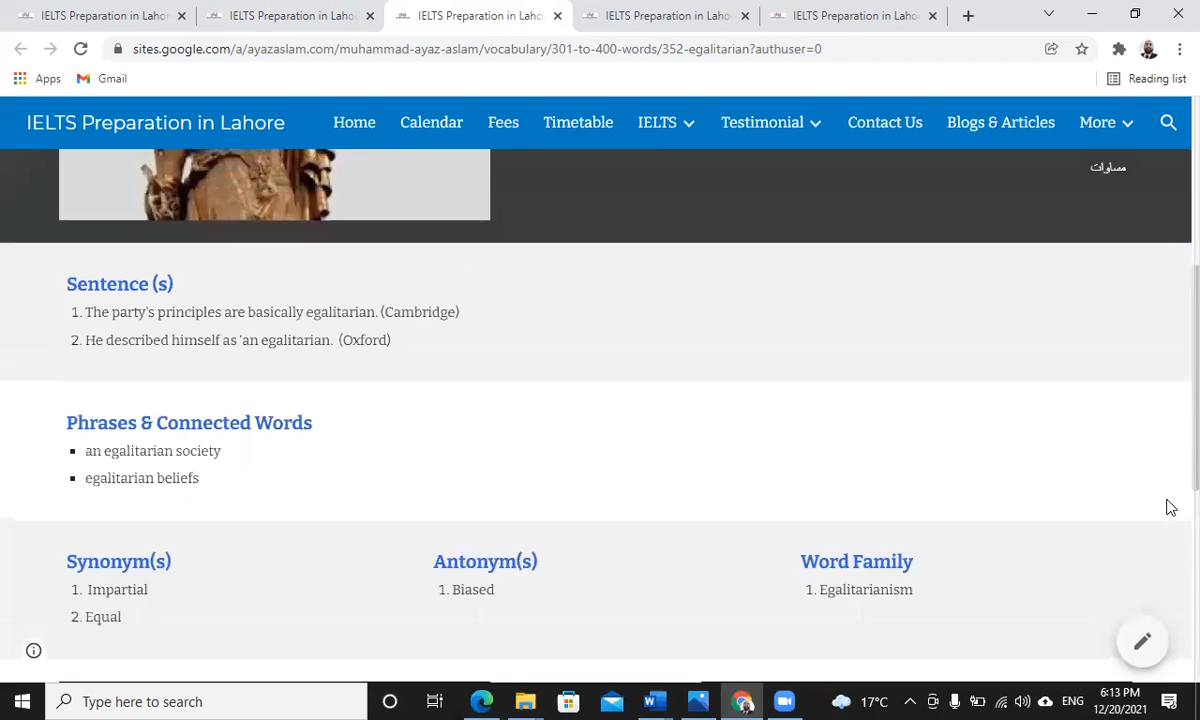 IELTS Preparation in Lahor
IELTS Preparation in Laho
IELTS Preparation in Laho
IELTS Preparation in Laho
IELTS Preparation in Laho
sites.google.com/a/ayazaslam.com/muhammad-ayaz-aslam/vocabulary/301-to-400-words/352-egalitarian?authuser=0
Apps
Gmail
Reading list
IELTS Preparation in Lahore
Home
Calendar
Fees
Timetable
IELTS
Testimonial
Contact Us
Blogs & Articles
More
مساوات
Sentence (s)
1. The party's principles are basically egalitarian. (Cambridge)
2. He described himself as 'an egalitarian. (Oxford)
Phrases & Connected Words
▪ an egalitarian society
▪ egalitarian beliefs
Synonym(s)
1. Impartial
2. Equal
Antonym(s)
1. Biased
Word Family
1. Egalitarianism
Type here to search
17°C
ENG
6:13 PM
12/20/2021